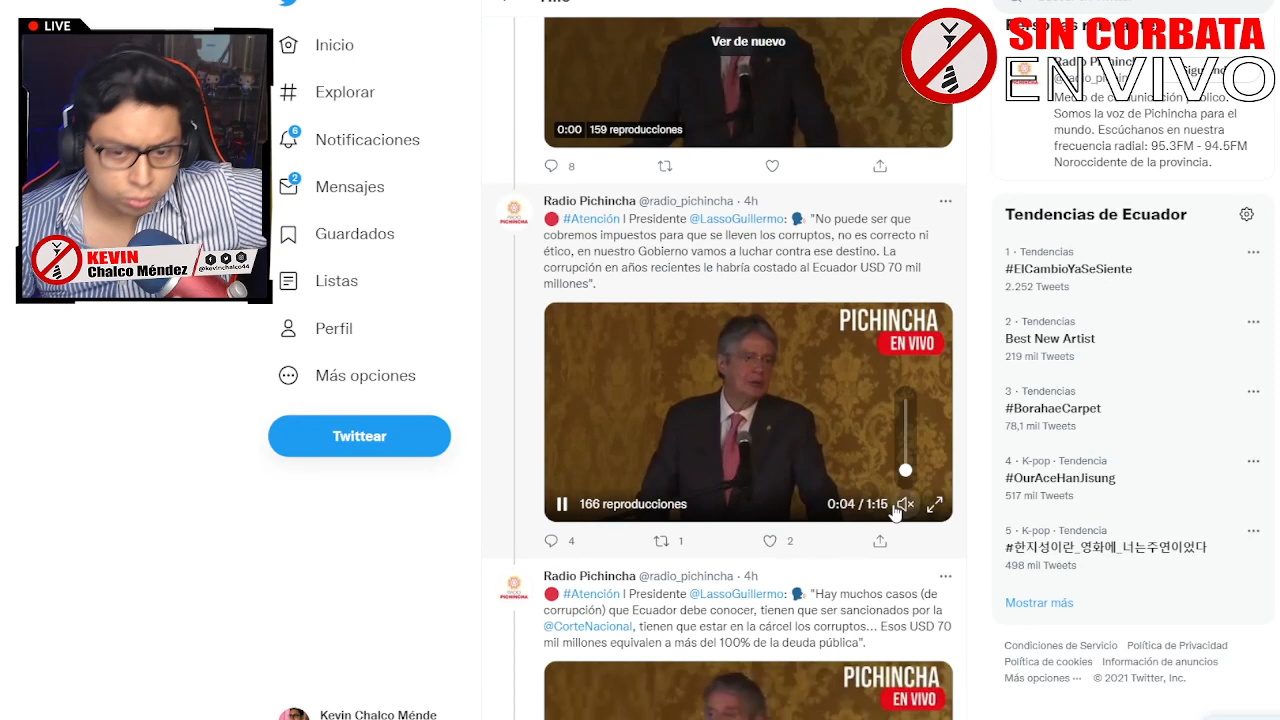 LIVE
KEVIN
Chalco Méndez
@kevinchalco44
Inicio
Explorar
6
Notificaciones
2
Mensajes
Guardados
Listas
Perfil
Más opciones
Twittear
Kevin Chalco Ménde
Ver de nuevo
0:00 159 reproducciones
8
Radio Pichincha @radio_pichincha · 4h
#Atención | Presidente @LassoGuillermo: "No puede ser que
cobremos impuestos para que se lleven los corruptos, no es correcto ni
ético, en nuestro Gobierno vamos a luchar contra ese destino. La
corrupción en años recientes le habría costado al Ecuador USD 70 mil
millones".
PICHINCHA
EN VIVO
166 reproducciones
0:04 / 1:15
4
1
2
Radio Pichincha @radio_pichincha · 4h
#Atención | Presidente @LassoGuillermo: "Hay muchos casos (de
corrupción) que Ecuador debe conocer, tienen que ser sancionados por la
@CorteNacional, tienen que estar en la cárcel los corruptos... Esos USD 70
mil millones equivalen a más del 100% de la deuda pública".
PICHINCHA
EN VIVO
SIN CORBATA
EN VIVO
Radio
Medio de comunicación público.
Somos la voz de Pichincha para el
mundo. Escúchanos en nuestra
frecuencia radial: 95.3FM - 94.5FM
Noroccidente de la provincia.
Tendencias de Ecuador
1 · Tendencias
#ElCambioYaSeSiente
2.252 Tweets
2 · Tendencias
Best New Artist
219 mil Tweets
3 · Tendencias
#BorahaeCarpet
78,1 mil Tweets
4 · K-pop · Tendencia
#OurAceHanJisung
517 mil Tweets
5 · K-pop · Tendencia
#한지성이란_영화에_너는주연이었다
498 mil Tweets
Mostrar más
Condiciones de Servicio Política de Privacidad
Política de cookies Información de anuncios
Más opciones ··· © 2021 Twitter, Inc.